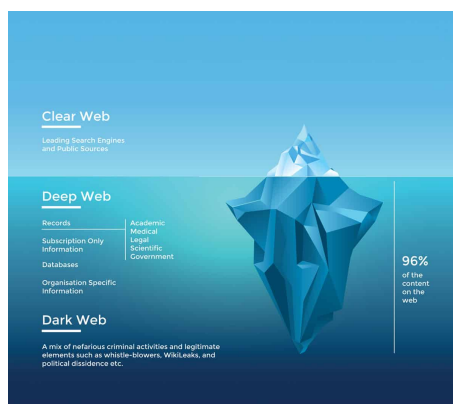 Clear Web
Leading Search Engines
and Public Sources
Deep Web
Records
Subscription Only
Information
Databases
Organisation Specific
Information
Academic
Medical
Legal
Scientific
Government
96%
of the
content
on the
web
Dark Web
A mix of nefarious criminal activities and legitimate
elements such as whistle-blowers, WikiLeaks, and
political dissidence etc.